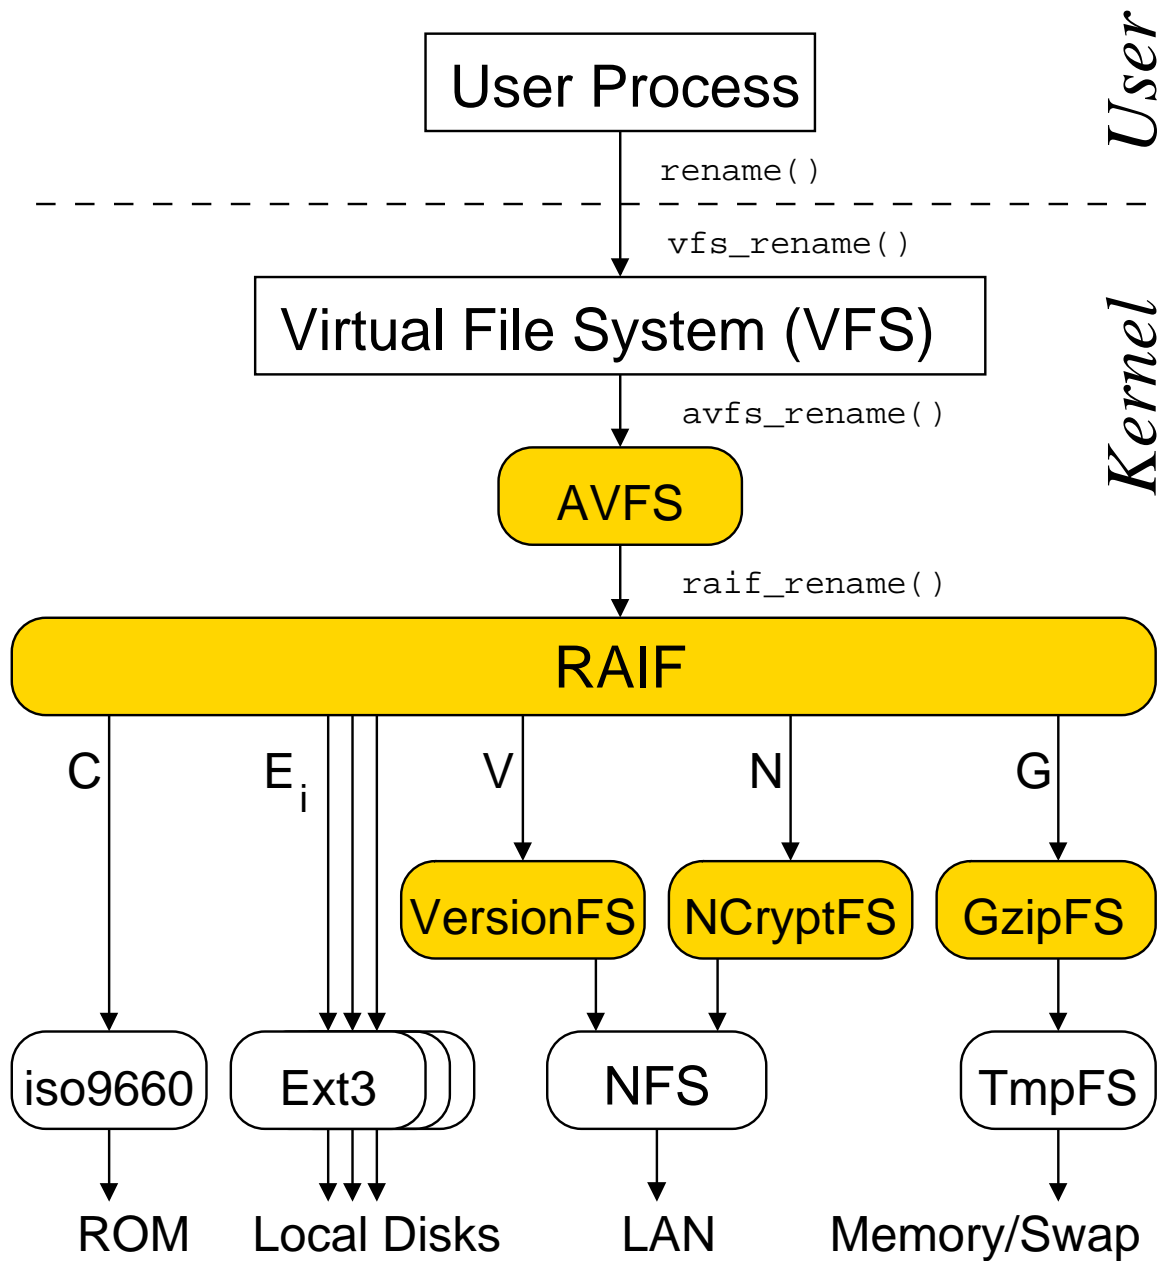 User
User Process
rename()
vfs_rename()
Kernel
Virtual File System (VFS)
avfs_rename()
AVFS
raif_rename()
RAIF
C E i V N G
VersionFS NCryptFS GzipFS
iso9660 Ext3 NFS TmpFS
ROM Local Disks LAN Memory/Swap